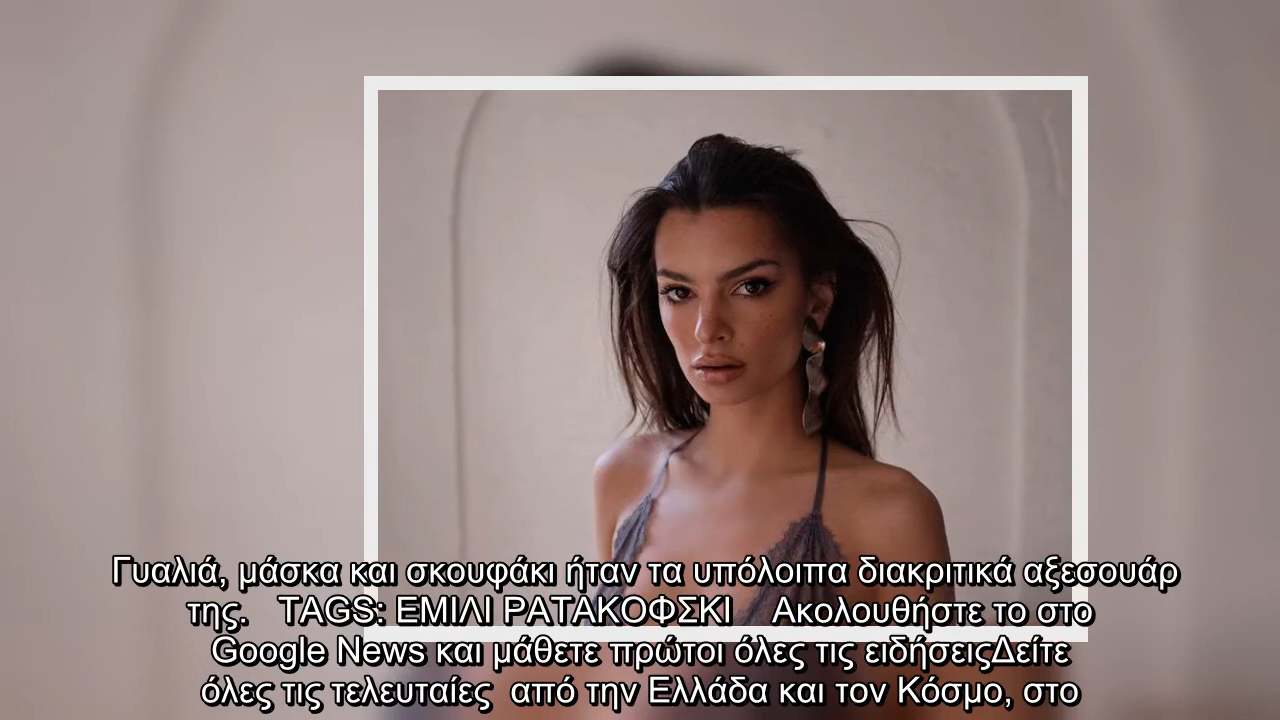 Γυαλιά, μάσκα και σκουφάκι ήταν τα υπόλοιπα διακριτικά αξεσουάρ
της. TAGS: ΕΜΙΛΙ ΡΑΤΑΚΟΦΣΚΙ Ακολουθήστε το στο
Google News και μάθετε πρώτοι όλες τις ειδήσειςΔείτε
όλες τις τελευταίες από την Ελλάδα και τον Κόσμο, στο